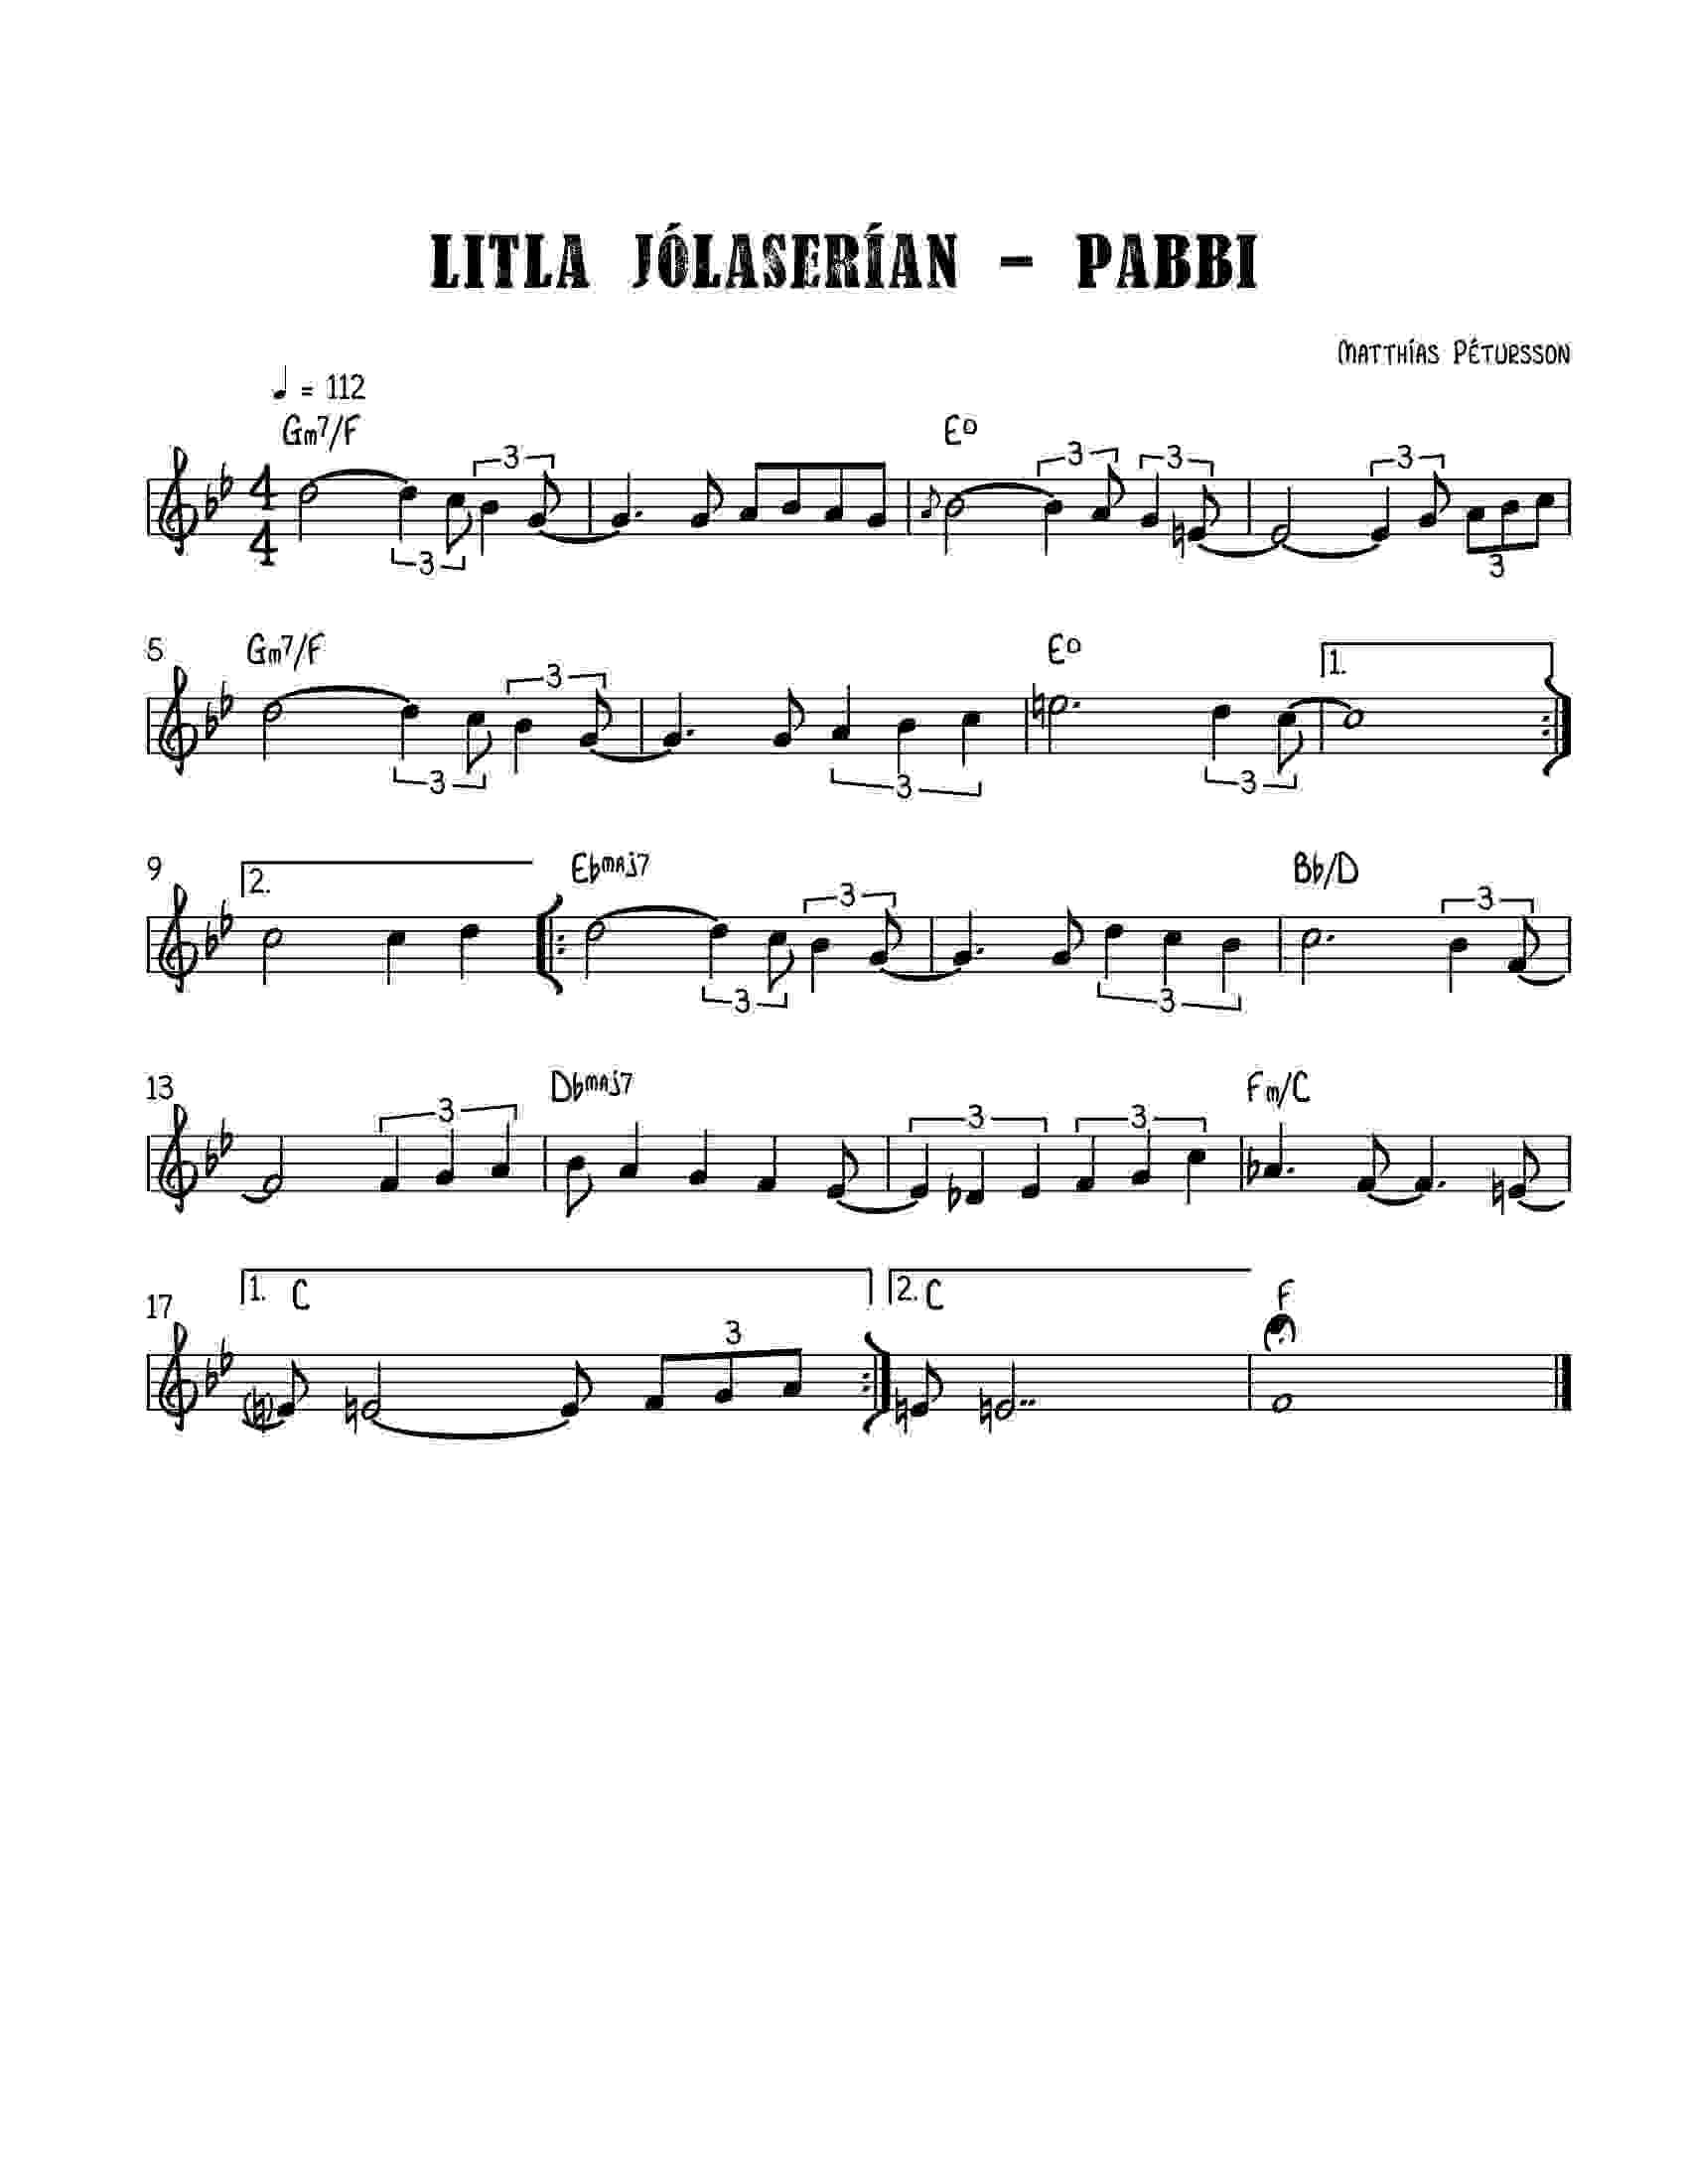 LITLA JÓLASERÍAN - PABBI
MATTHÍAS PÉTURSSON
= 112
Gm7/F Eo
4
4
3 3 3 3 3 3
5 Gm7/F Eo 1.
3 3 3 3
9 2. Ebmaj7 Bb/D
3 3 3 3
13 Dbmaj7 Fm/C
3 3 3
17 1. C 2. C F
3